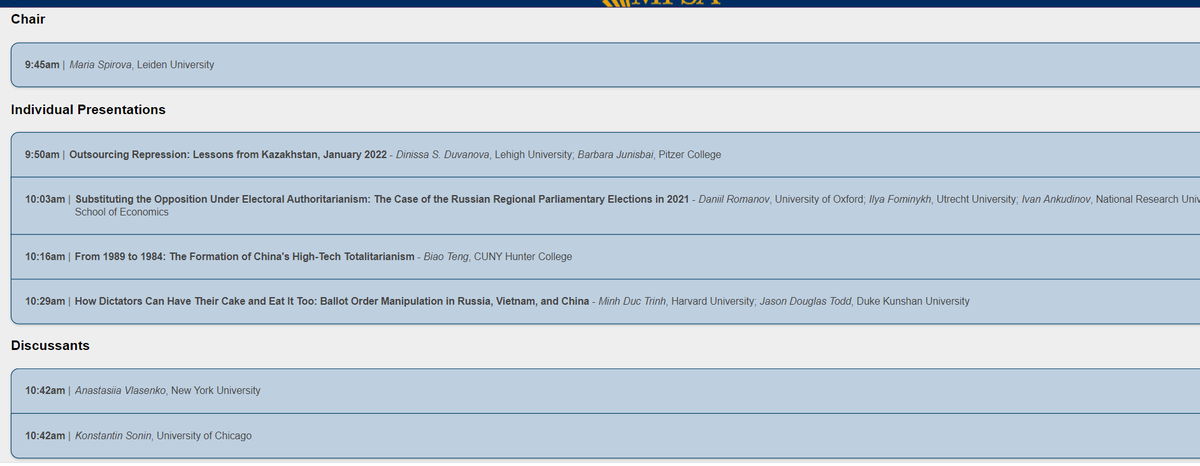 MPSA
Chair
9:45am | Maria Spirova, Leiden University
Individual Presentations
9:50am | Outsourcing Repression: Lessons from Kazakhstan, January 2022 - Dinissa S. Duvanova, Lehigh University; Barbara Junisbai, Pitzer College
10:03am | Substituting the Opposition Under Electoral Authoritarianism: The Case of the Russian Regional Parliamentary Elections in 2021 - Daniil Romanov, University of Oxford; Ilya Fominykh, Utrecht University; Ivan Ankudinov, National Research Univ
School of Economics
10:16am | From 1989 to 1984: The Formation of China's High-Tech Totalitarianism - Biao Teng, CUNY Hunter College
10:29am | How Dictators Can Have Their Cake and Eat It Too: Ballot Order Manipulation in Russia, Vietnam, and China - Minh Duc Trinh, Harvard University; Jason Douglas Todd, Duke Kunshan University
Discussants
10:42am | Anastasiia Vlasenko, New York University
10:42am | Konstantin Sonin, University of Chicago